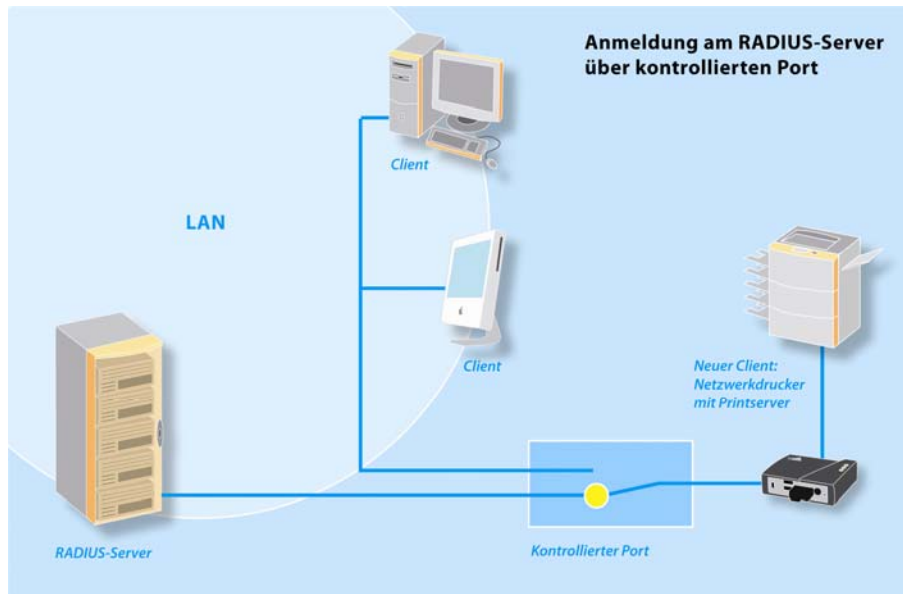 Anmeldung am RADIUS-Server
über kontrollierten Port
Client
LAN
Client
Neuer Client:
Netzwerkdrucker
mit Printserver
RADIUS-Server
Kontrollierter Port